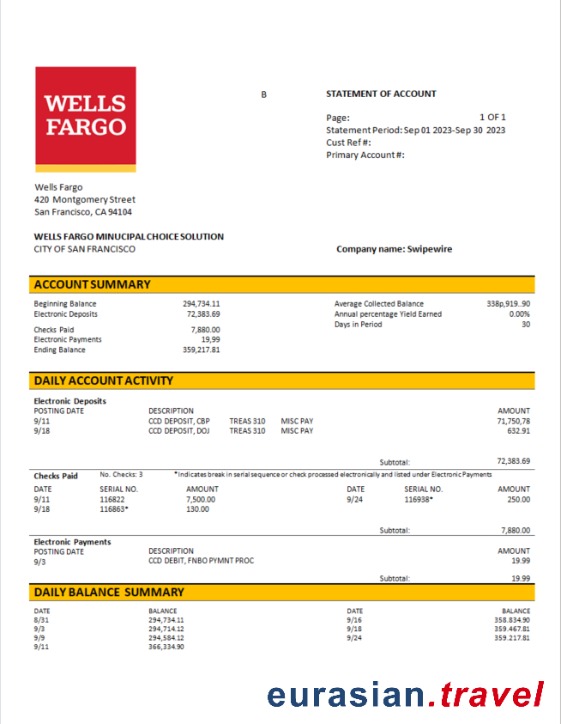 WELLS
FARGO
B
STATEMENT OF ACCOUNT
Page: 1 OF 1
Statement Period: Sep 01 2023-Sep 30 2023
Cust Ref #:
Primary Account #:
Wells Fargo
420 Montgomery Street
San Francisco, CA 94104
WELLS FARGO MINUCIPAL CHOICE SOLUTION
CITY OF SAN FRANCISCO
Company name: Swipewire
ACCOUNT SUMMARY
Beginning Balance 294,734.11 Average Collected Balance 338p,919..90
Electronic Deposits 72,383.69 Annual percentage Yield Earned 0.00%
Days in Period 30
Checks Paid 7,880.00
Electronic Payments 19,99
Ending Balance 359,217.81
DAILY ACCOUNT ACTIVITY
Electronic Deposits
POSTING DATE DESCRIPTION AMOUNT
9/11 CCD DEPOSIT, CBP TREAS 310 MISC PAY 71,750,78
9/18 CCD DEPOSIT, DOJ TREAS 310 MISC PAY 632.91
Subtotal: 72,383.69
Checks Paid No. Checks: 3 *Indicates break in serial sequence or check processed electronically and listed under Electronic Payments
DATE SERIAL NO. AMOUNT DATE SERIAL NO. AMOUNT
9/11 116822 7,500.00 9/24 116938* 250.00
9/18 116863* 130.00
Subtotal: 7,880.00
Electronic Payments
POSTING DATE DESCRIPTION AMOUNT
9/3 CCD DEBIT, FNBO PYMNT PROC 19.99
Subtotal: 19.99
DAILY BALANCE SUMMARY
DATE BALANCE DATE BALANCE
8/31 294,734.11 9/16 358.834.90
9/3 294,714.12 9/18 359.467.81
9/9 294,584.12 9/24 359.217.81
9/11 366,334.90
eurasian.travel